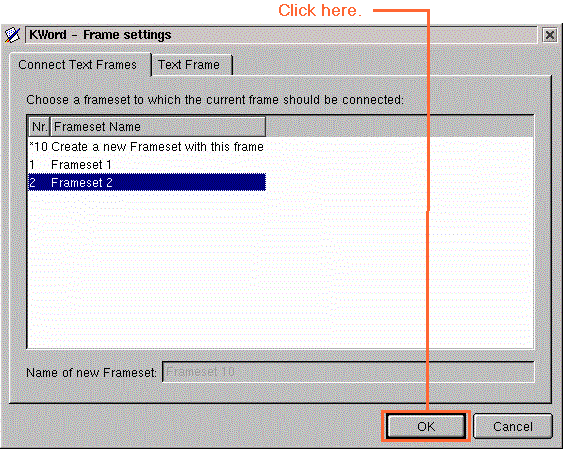 Click here.
KWord - Frame settings
Connect Text Frames Text Frame
Choose a frameset to which the current frame should be connected:
Nr. Frameset Name
*10 Create a new Frameset with this frame
1 Frameset 1
2 Frameset 2
Name of new Frameset: Frameset 10
OK Cancel